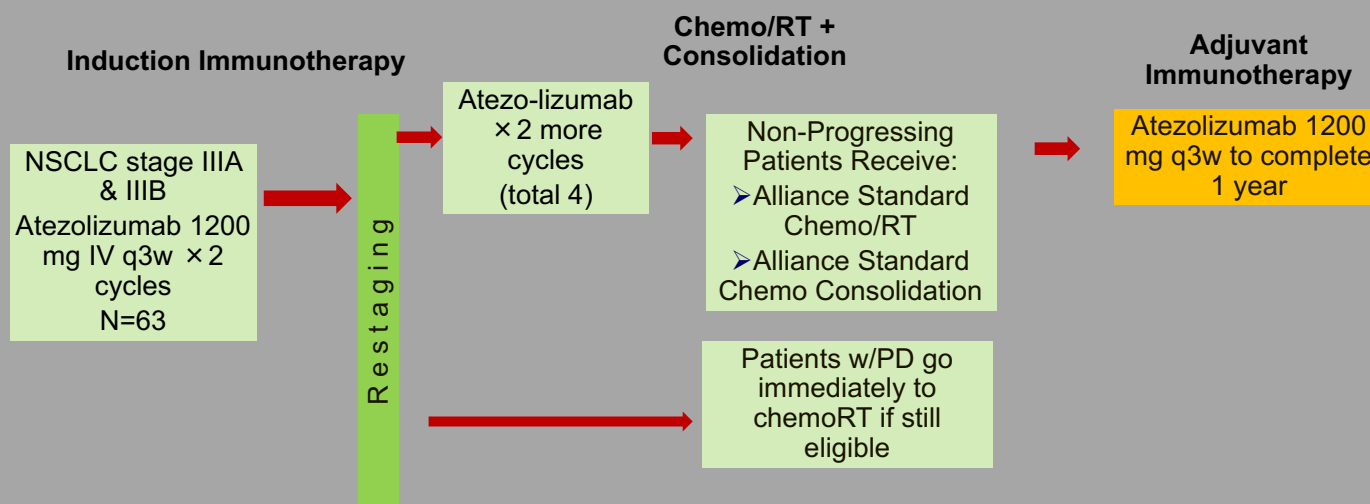 Induction Immunotherapy
Chemo/RT +
Consolidation
Adjuvant
Immunotherapy
NSCLC stage IIIA
& IIIB
Atezolizumab 1200
mg IV q3w ×2
cycles
N=63
Restaging
Atezo-lizumab
×2 more
cycles
(total 4)
Non-Progressing
Patients Receive:
➢Alliance Standard
Chemo/RT
➢Alliance Standard
Chemo Consolidation
Atezolizumab 1200
mg q3w to complete
1 year
Patients w/PD go
immediately to
chemoRT if still
eligible